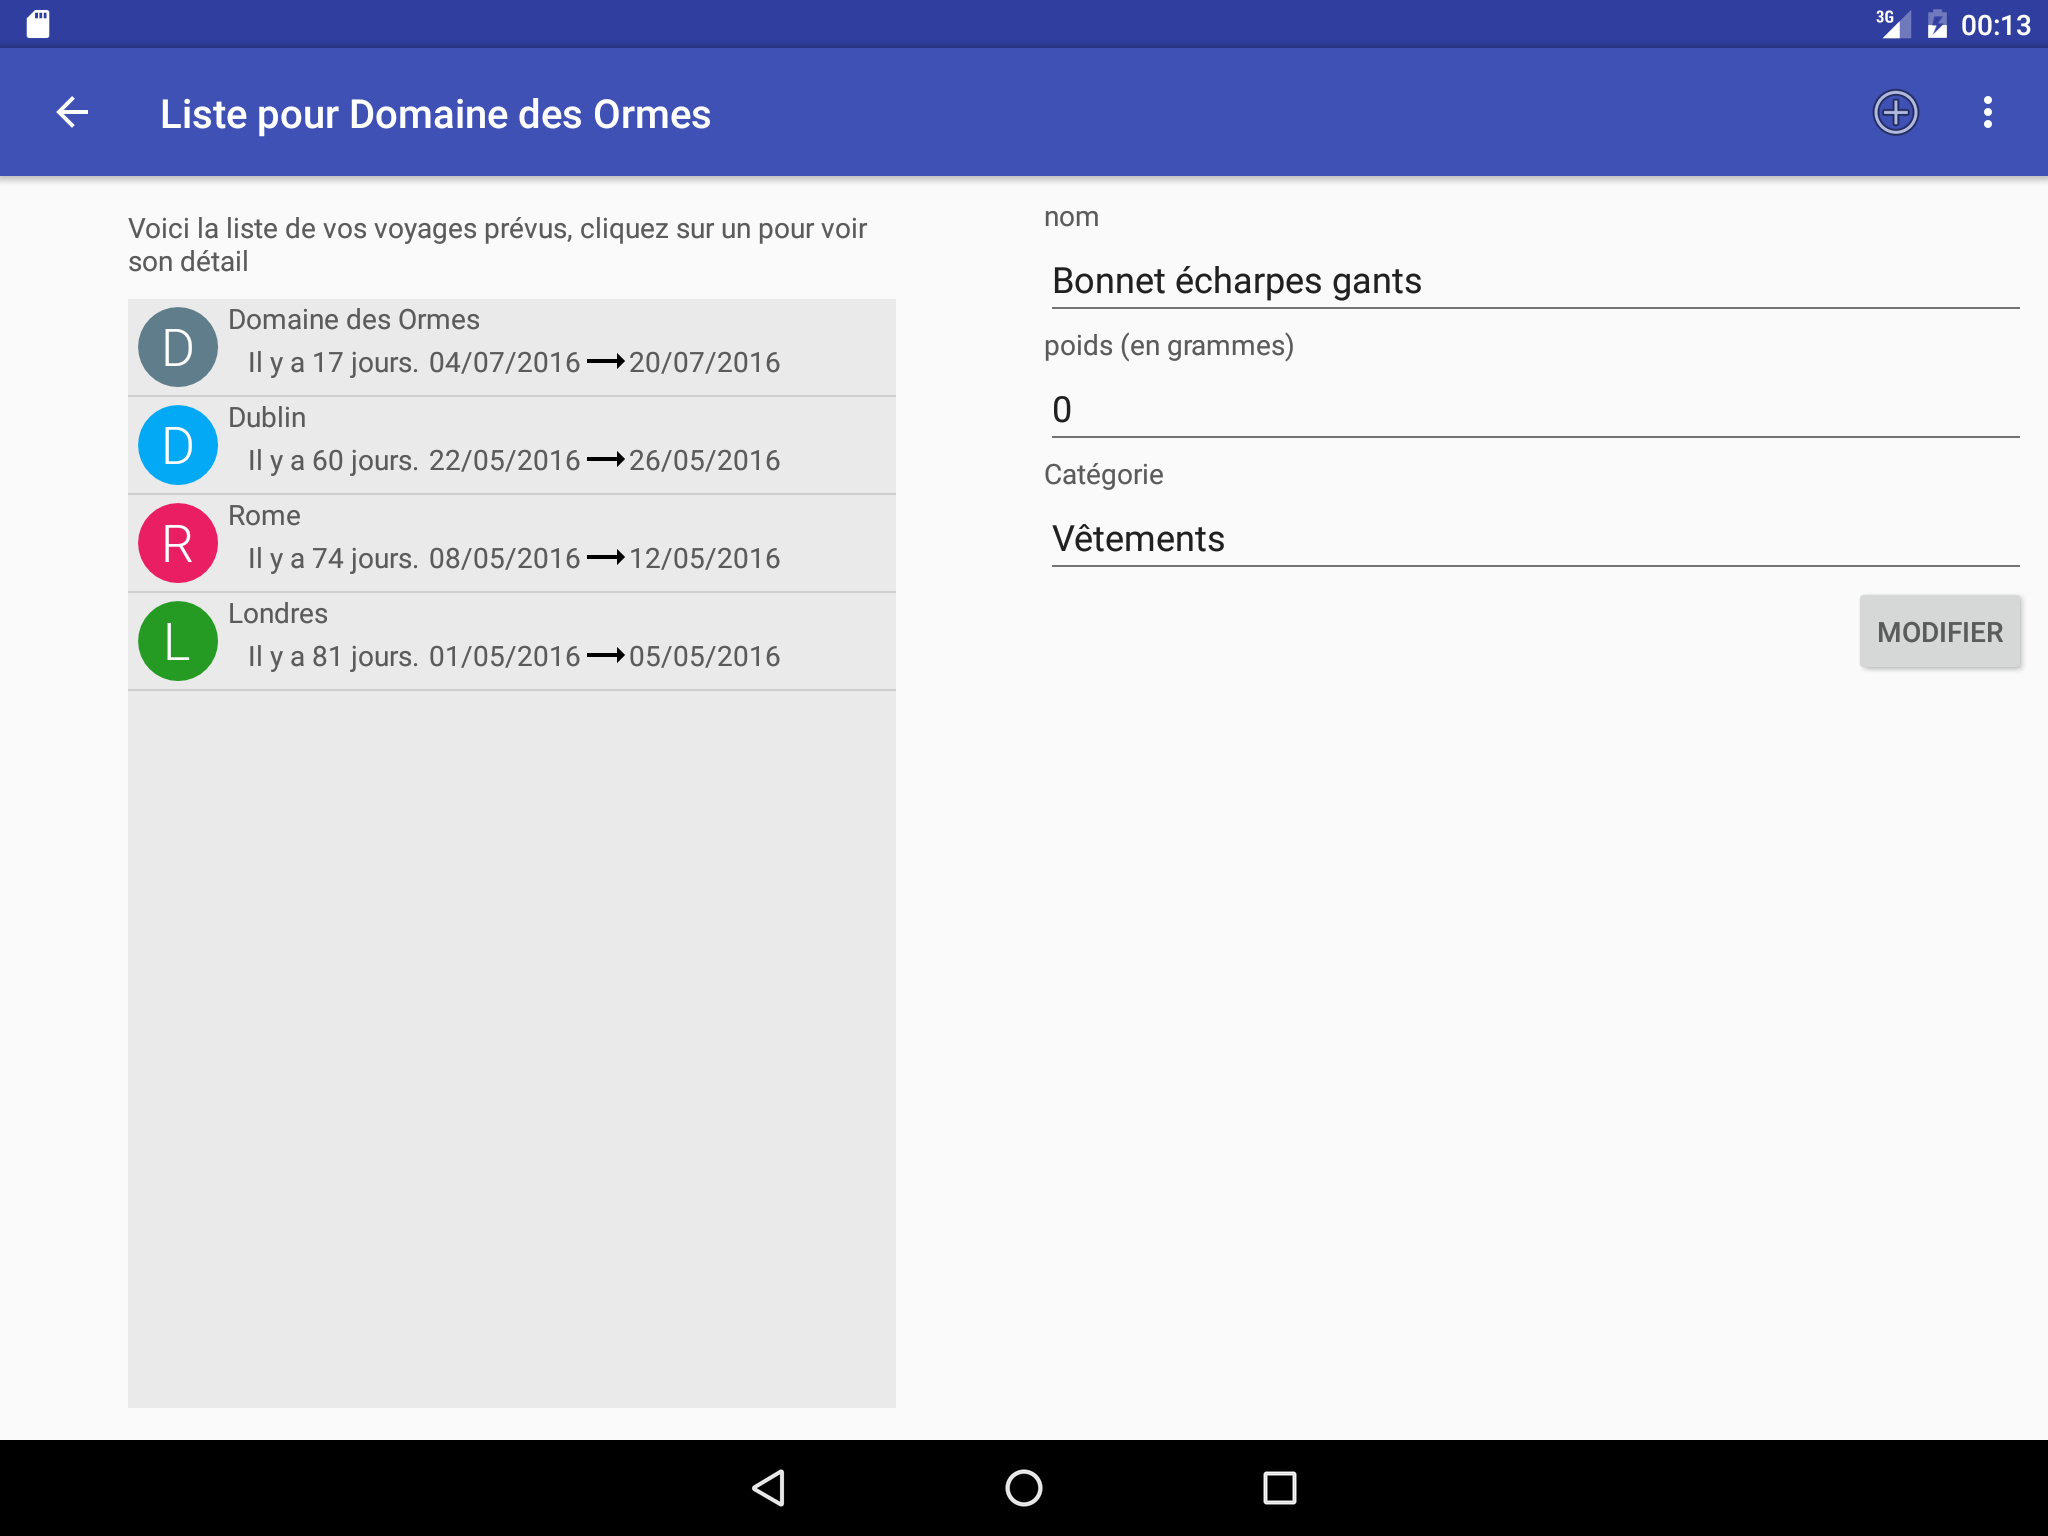 3G 00:13
Liste pour Domaine des Ormes
Voici la liste de vos voyages prévus, cliquez sur un pour voir
son détail
D
Domaine des Ormes
Il y a 17 jours. 04/07/2016 20/07/2016
D
Dublin
Il y a 60 jours. 22/05/2016 26/05/2016
R
Rome
Il y a 74 jours. 08/05/2016 12/05/2016
L
Londres
Il y a 81 jours. 01/05/2016 05/05/2016
nom
Bonnet écharpes gants
poids (en grammes)
0
Catégorie
Vêtements
MODIFIER